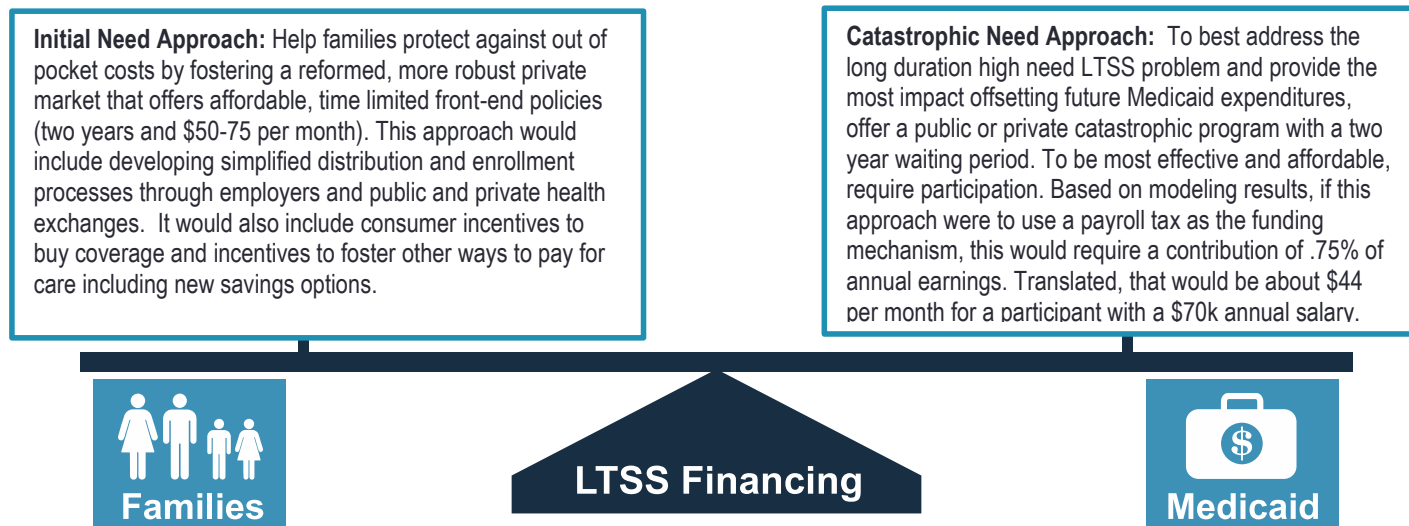 Initial Need Approach: Help families protect against out of
pocket costs by fostering a reformed, more robust private
market that offers affordable, time limited front-end policies
(two years and $50-75 per month). This approach would
include developing simplified distribution and enrollment
processes through employers and public and private health
exchanges.  It would also include consumer incentives to
buy coverage and incentives to foster other ways to pay for
care including new savings options.
Catastrophic Need Approach:  To best address the
long duration high need LTSS problem and provide the
most impact offsetting future Medicaid expenditures,
offer a public or private catastrophic program with a two
year waiting period. To be most effective and affordable,
require participation. Based on modeling results, if this
approach were to use a payroll tax as the funding
mechanism, this would require a contribution of .75% of
annual earnings. Translated, that would be about $44
per month for a participant with a $70k annual salary.
Families
LTSS Financing
$
Medicaid